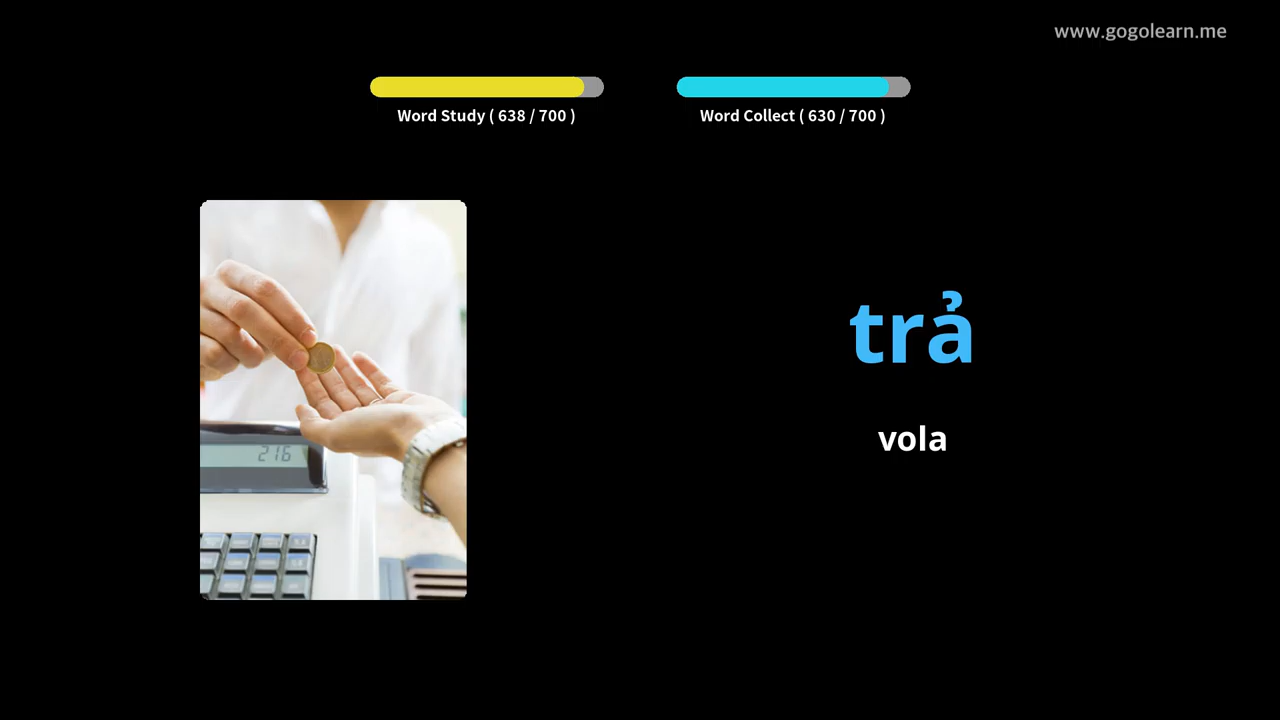 www.gogolearn.me
Word Study ( 638 / 700 )
Word Collect ( 630 / 700 )
trả
vola
216